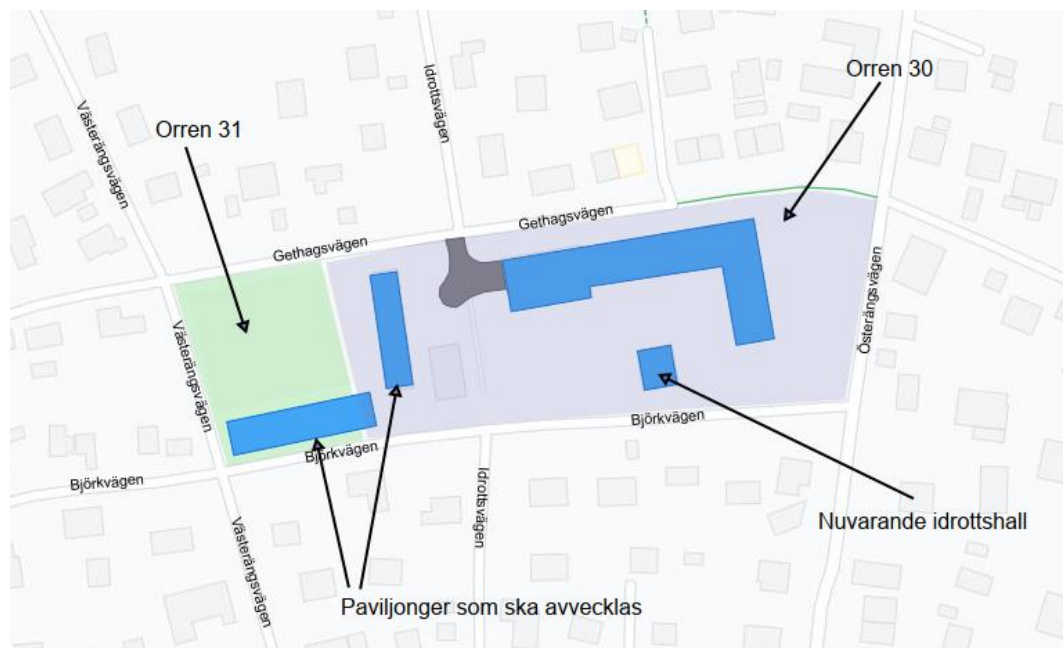 Orren 30
Orren 31
Västerängsvägen
Idrottsvägen
Gethagsvägen
Gethagsvägen
Västerängsvägen
Österängsvägen
Björkvägen
Björkvägen
Björkvägen
Västerängsvägen
Idrottsvägen
Nuvarande idrottshall
Paviljonger som ska avvecklas